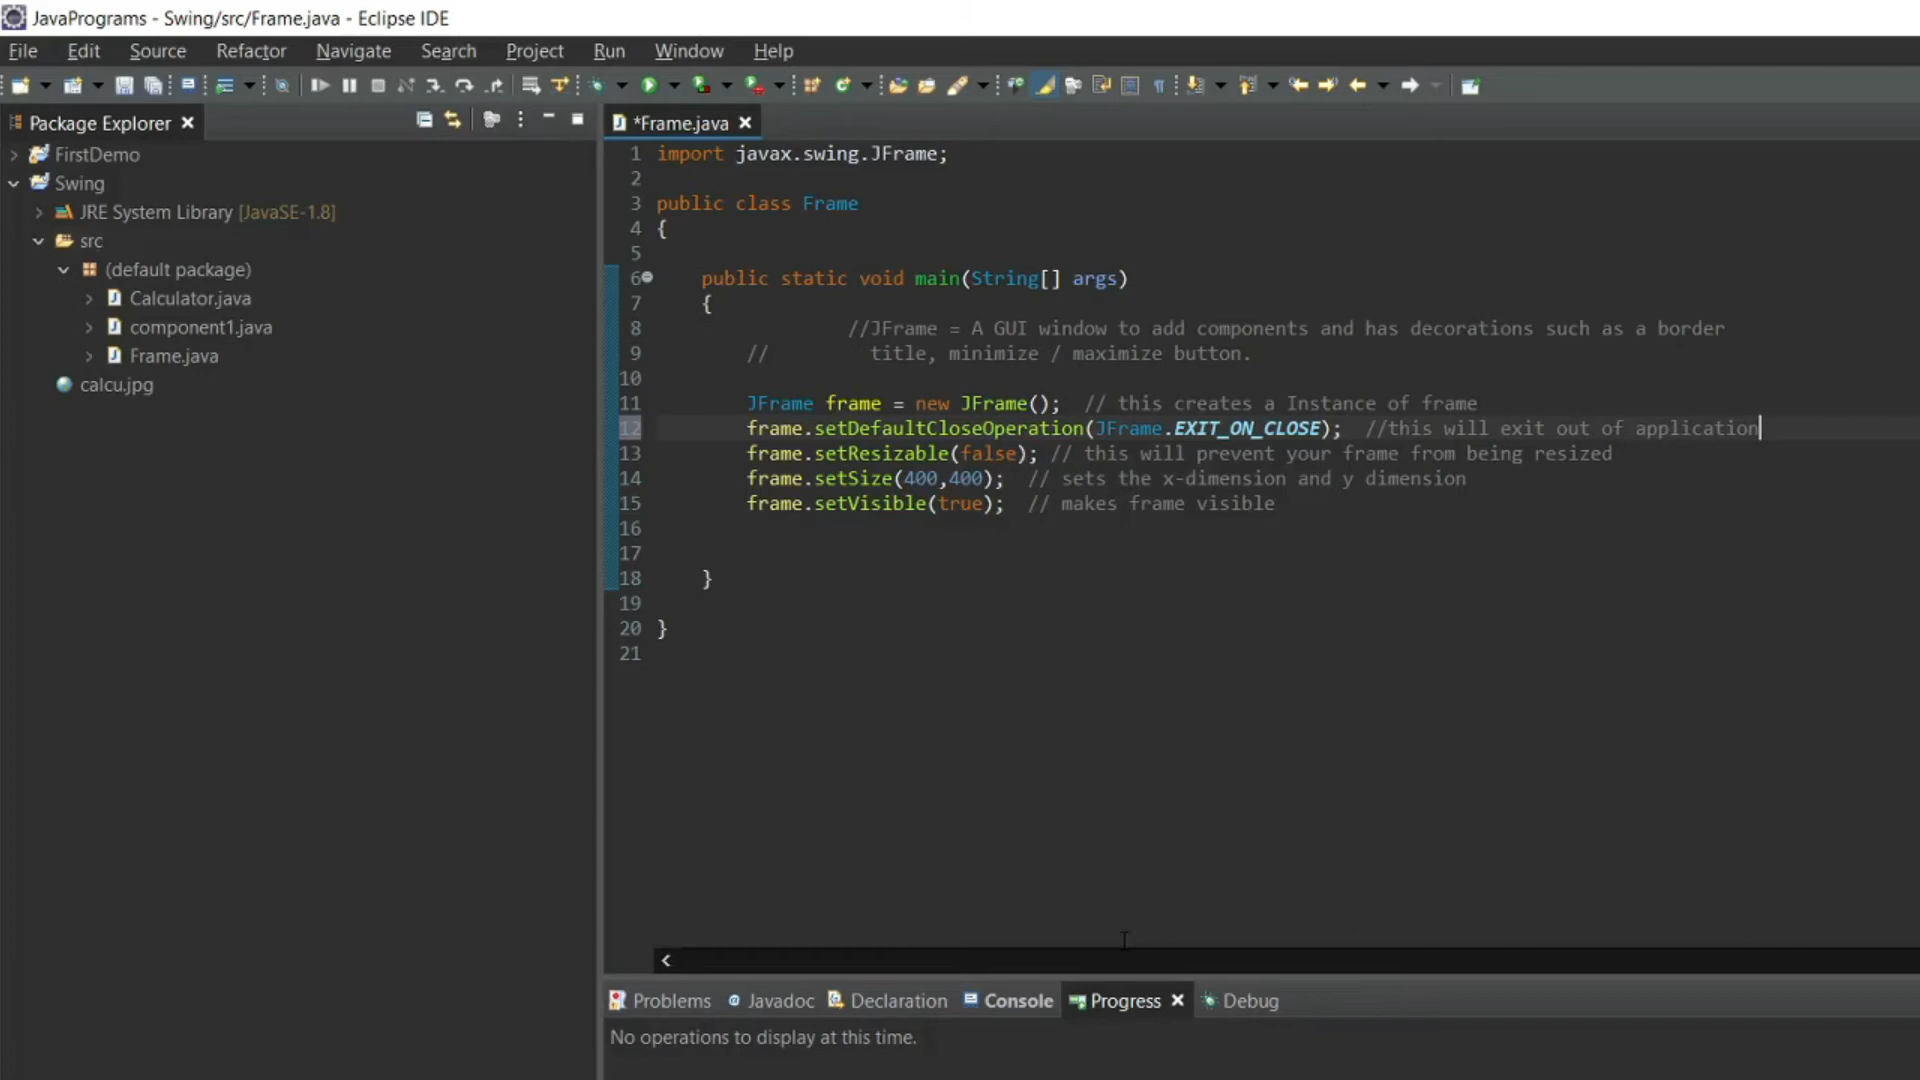 JavaPrograms - Swing/src/Frame.java - Eclipse IDE
File Edit Source Refactor Navigate Search Project Run Window Help
Package Explorer
FirstDemo
Swing
JRE System Library [JavaSE-1.8]
src
(default package)
Calculator.java
component1.java
Frame.java
calcu.jpg
*Frame.java
1 import javax.swing.JFrame;
2
3 public class Frame
4 {
5
6 public static void main(String[] args)
7 {
8 //JFrame = A GUI window to add components and has decorations such as a border
9 // title, minimize / maximize button.
10
11 JFrame frame = new JFrame(); // this creates a Instance of frame
12 frame.setDefaultCloseOperation(JFrame.EXIT_ON_CLOSE); //this will exit out of application
13 frame.setResizable(false); // this will prevent your frame from being resized
14 frame.setSize(400,400); // sets the x-dimension and y dimension
15 frame.setVisible(true); // makes frame visible
16
17
18 }
19
20 }
21
Problems Javadoc Declaration Console Progress Debug
No operations to display at this time.